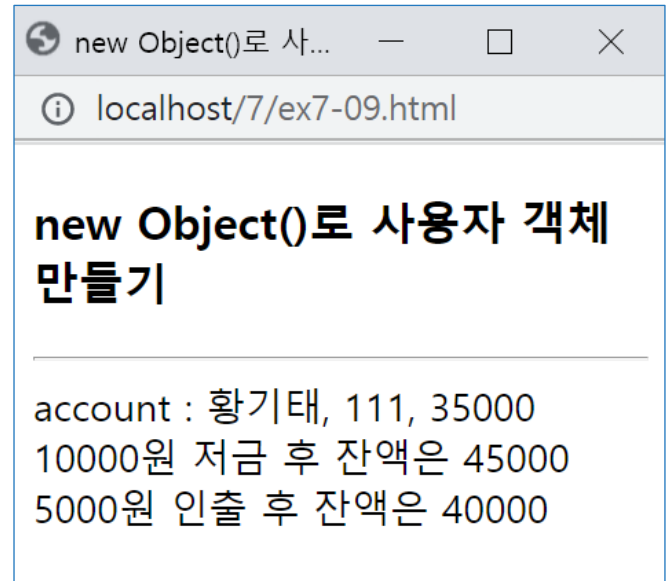 new Object()로 사...
localhost/7/ex7-09.html
new Object()로 사용자 객체
만들기
account : 황기태, 111, 35000
10000원 저금 후 잔액은 45000
5000원 인출 후 잔액은 40000